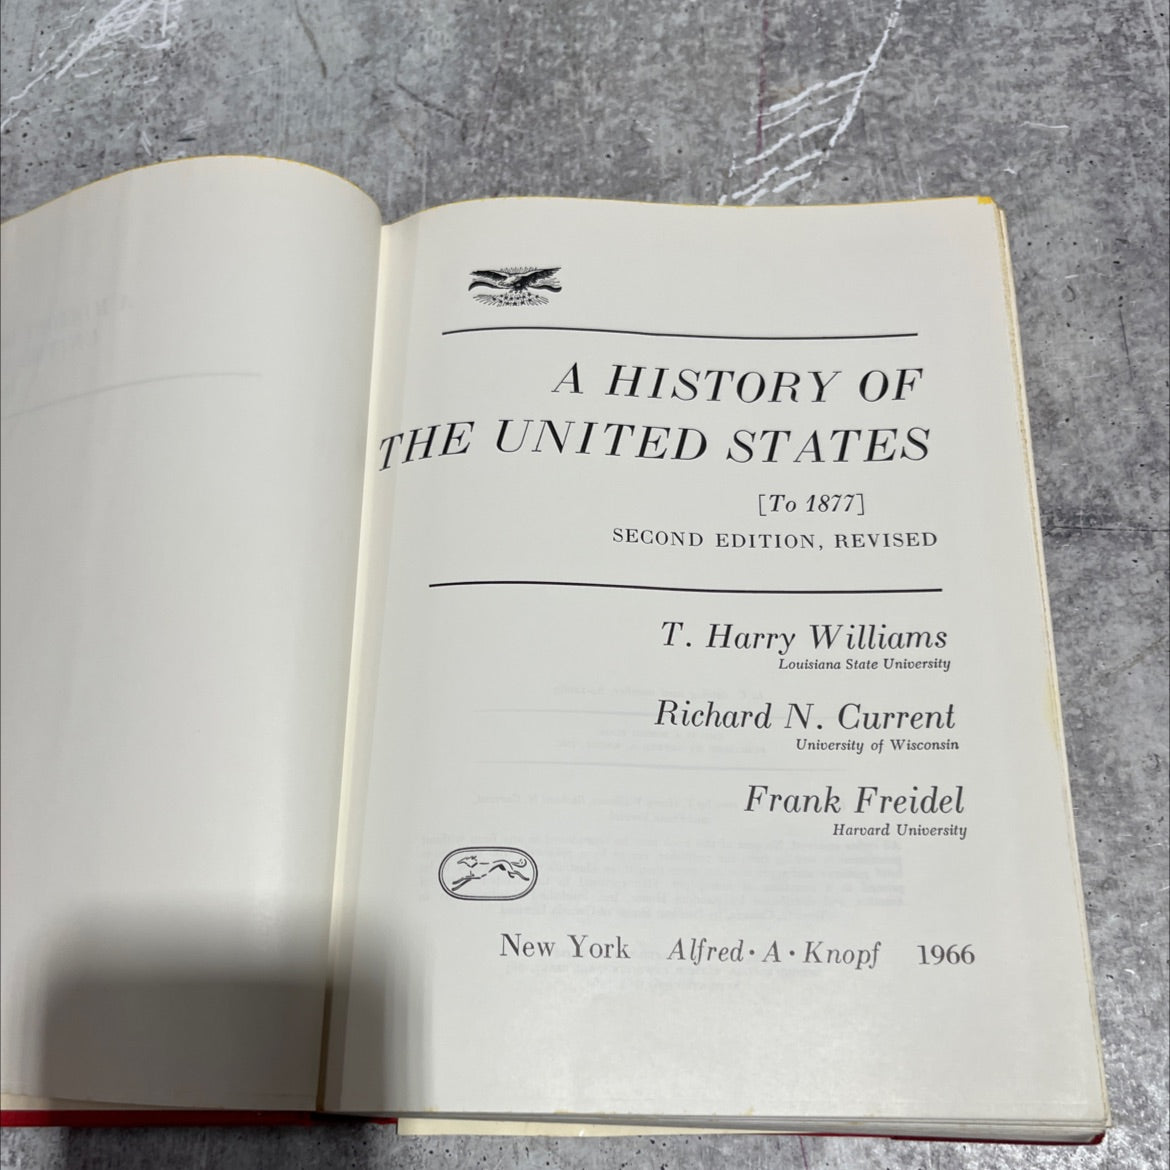 A HISTORY OF
THE UNITED STATES
[To 1877]
SECOND EDITION, REVISED
T. Harry Williams
Louisiana State University
Richard N. Current
University of Wisconsin
Frank Freidel
Harvard University
New York Alfred · A · Knopf 1966